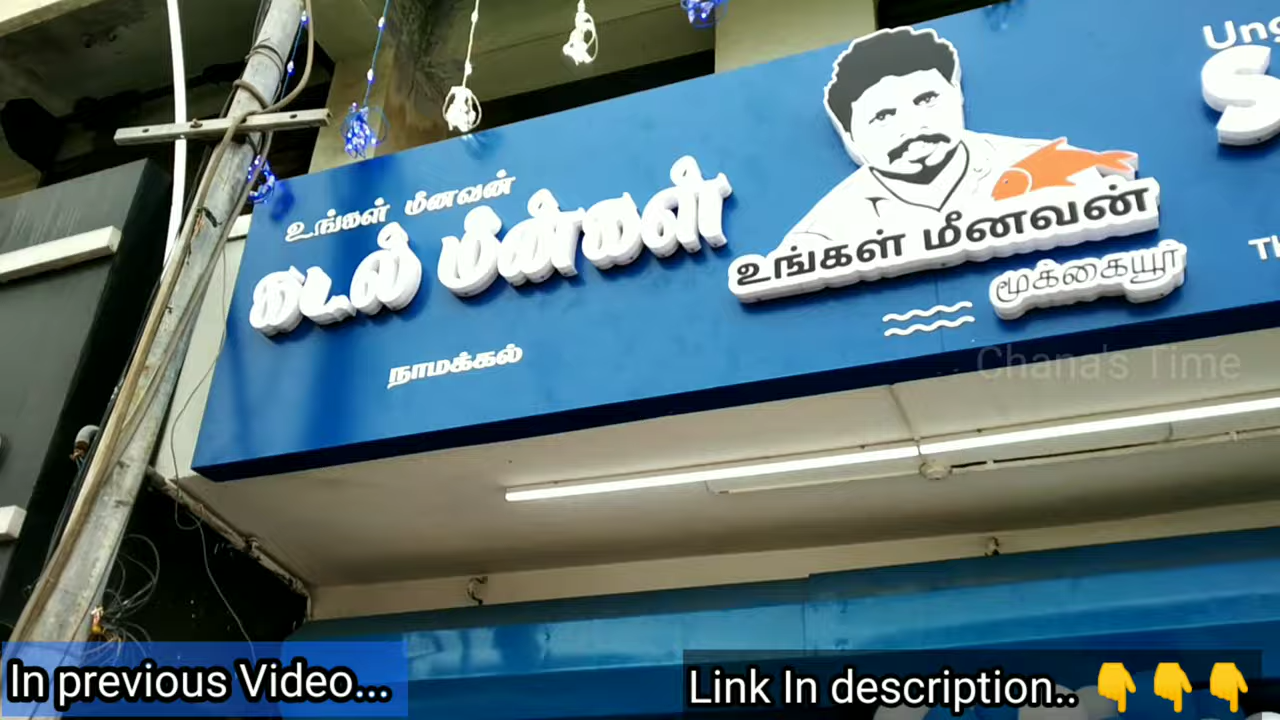 உங்கள் மீனவன்
கடல் மீன்கள்
நாமக்கல்
உங்கள் மீனவன்
மூக்கையூர்
Chana's Time
In previous Video...
Link In description.. 👇👇👇